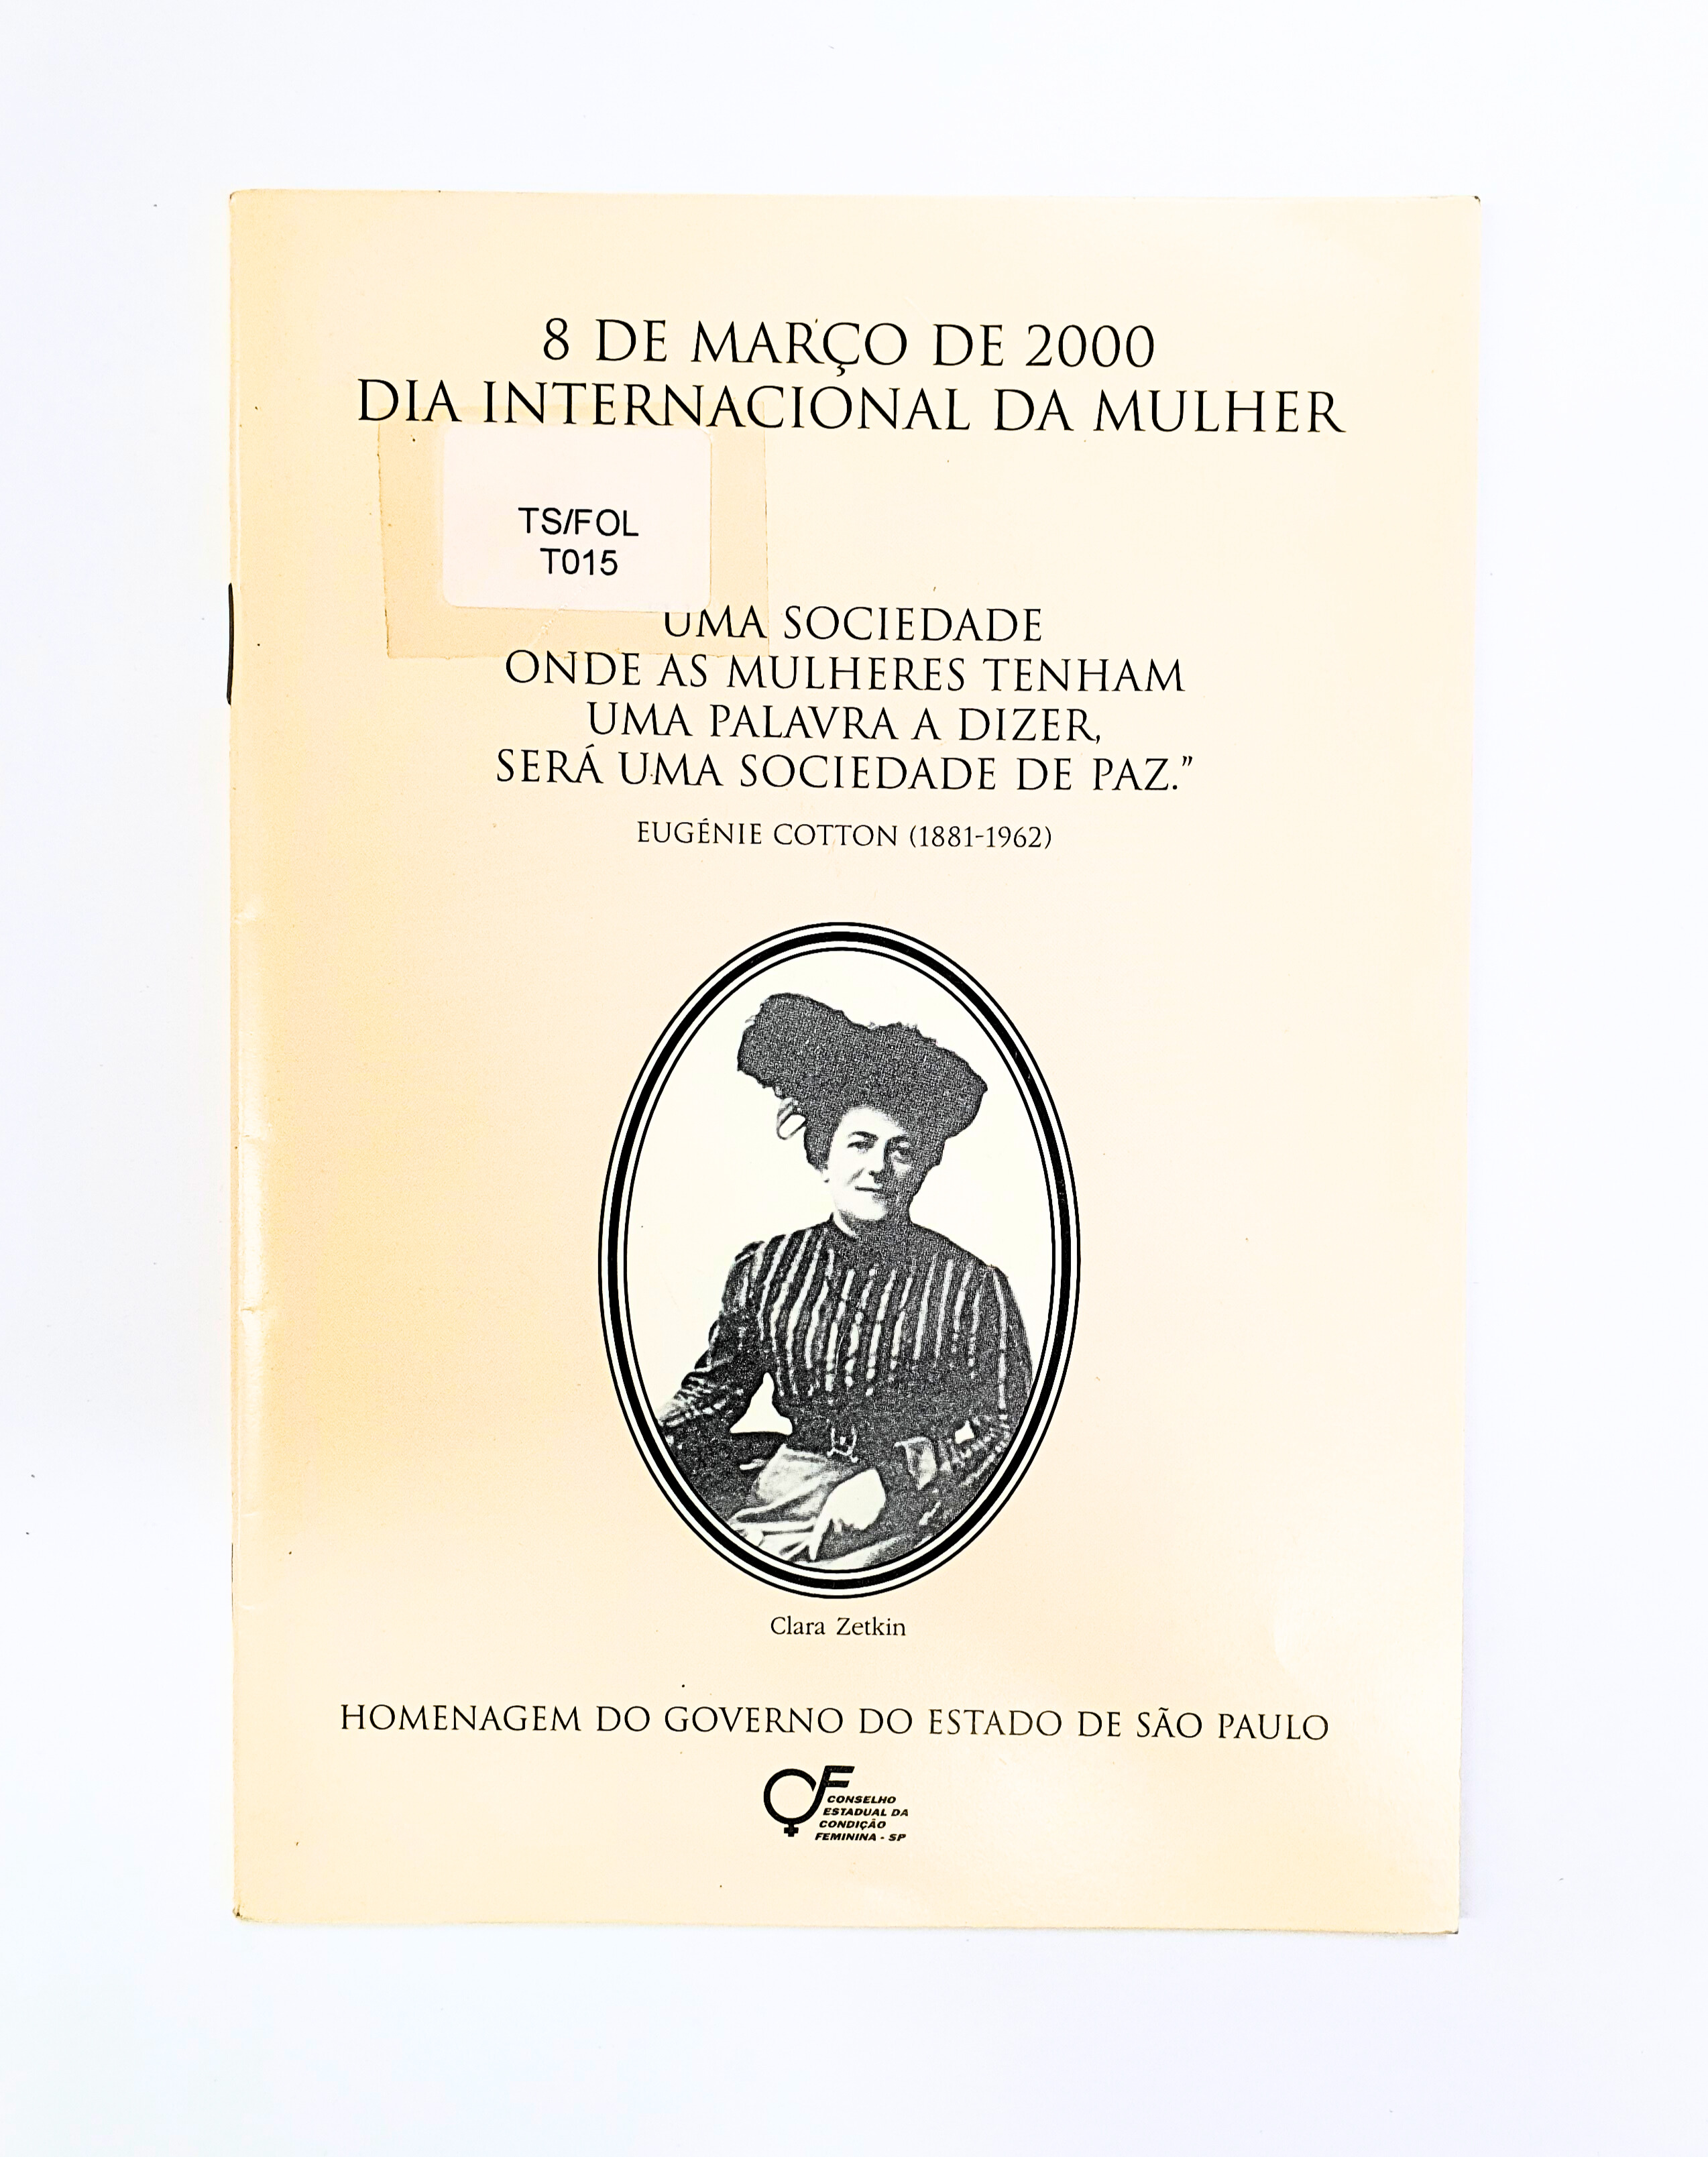 8 DE MARÇO DE 2000
DIA INTERNACIONAL DA MULHER
TS/FOL
T015
UMA SOCIEDADE
ONDE AS MULHERES TENHAM
UMA PALAVRA A DIZER,
SERÁ UMA SOCIEDADE DE PAZ.”
EUGÉNIE COTTON (1881-1962)
Clara Zetkin
HOMENAGEM DO GOVERNO DO ESTADO DE SÃO PAULO
CF
CONSELHO
ESTADUAL DA
CONDIÇÃO
FEMININA - SP